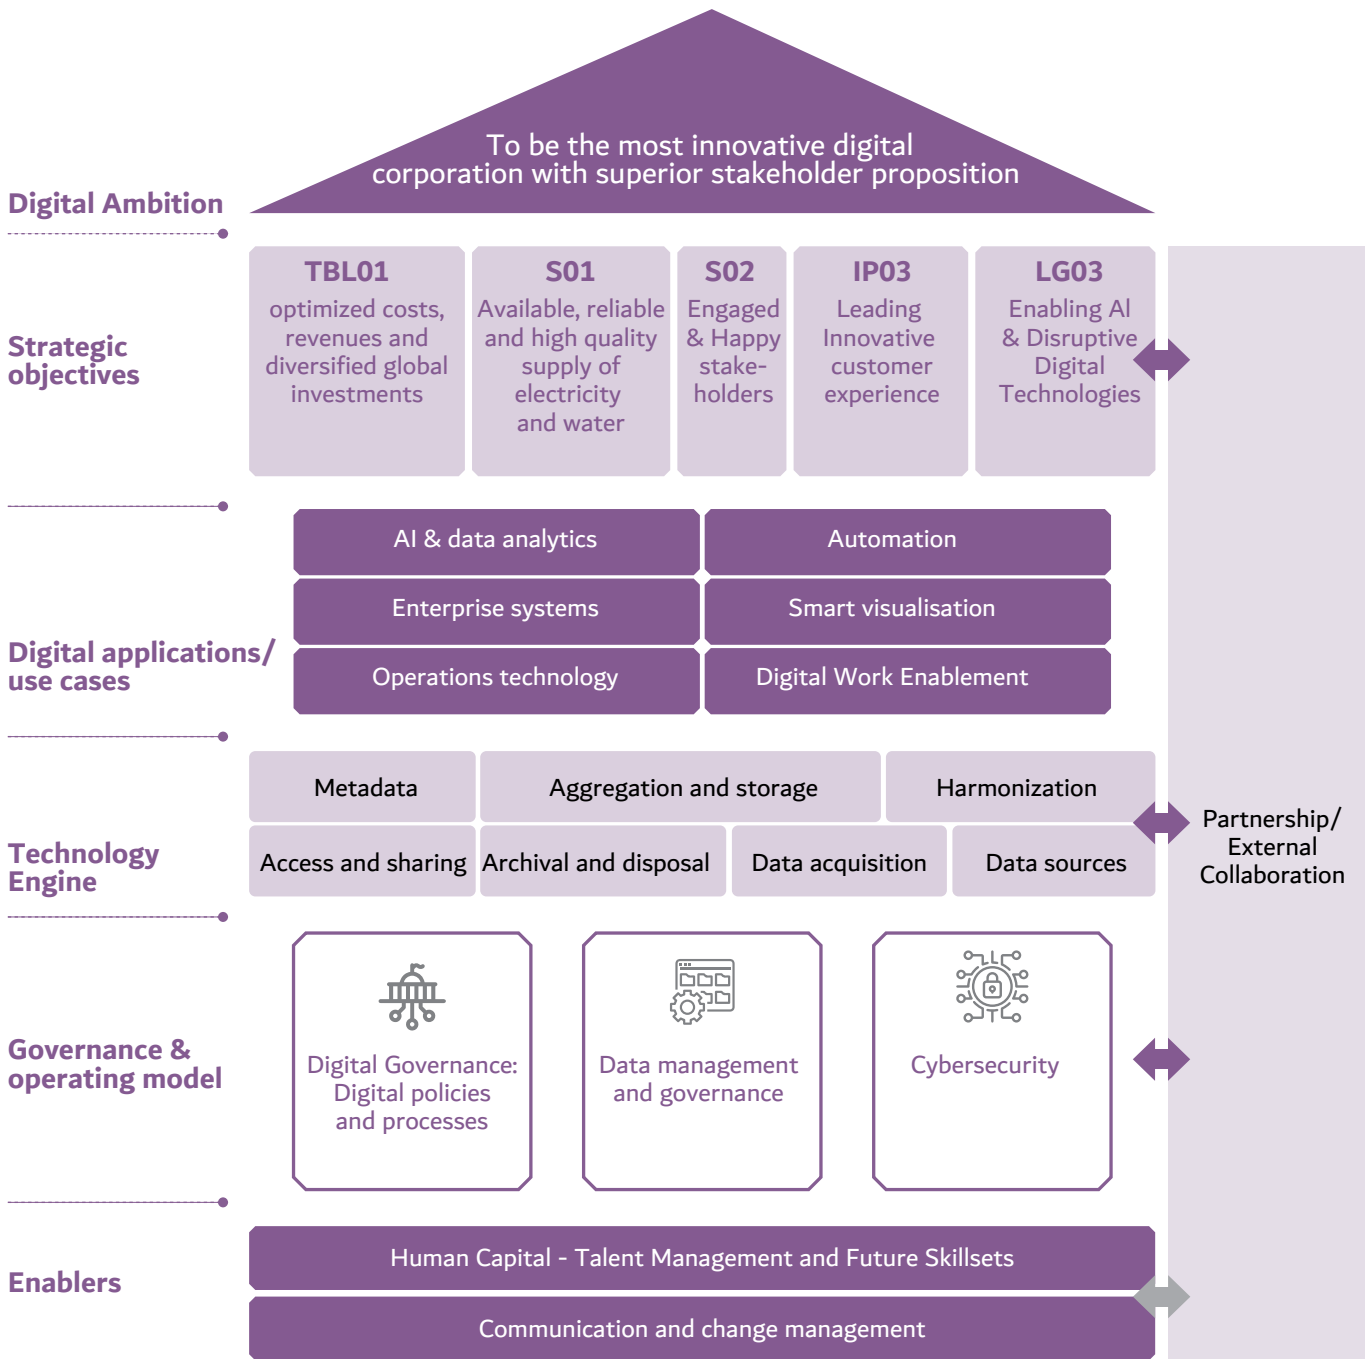 To be the most innovative digital
corporation with superior stakeholder proposition
Digital Ambition
Strategic
objectives
TBL01
optimized costs,
revenues and
diversified global
investments
S01
Available, reliable
and high quality
supply of
electricity
and water
S02
Engaged
& Happy
stake-
holders
IP03
Leading
Innovative
customer
experience
LG03
Enabling Al
& Disruptive
Digital
Technologies
Digital applications/
use cases
AI & data analytics
Automation
Enterprise systems
Smart visualisation
Operations technology
Digital Work Enablement
Technology
Engine
Metadata
Aggregation and storage
Harmonization
Access and sharing
Archival and disposal
Data acquisition
Data sources
Partnership/
External
Collaboration
Governance &
operating model
Digital Governance:
Digital policies
and processes
Data management
and governance
Cybersecurity
Enablers
Human Capital - Talent Management and Future Skillsets
Communication and change management